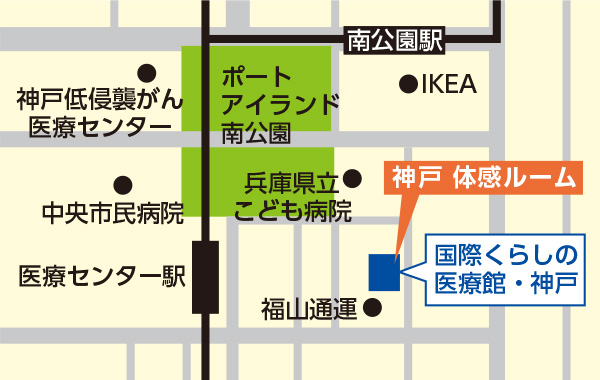 南公園駅
ポート
アイランド
南公園
IKEA
神戸低侵襲がん
医療センター
兵庫県立
こども病院
神戸 体感ルーム
中央市民病院
国際くらしの
医療館・神戸
医療センター駅
福山通運